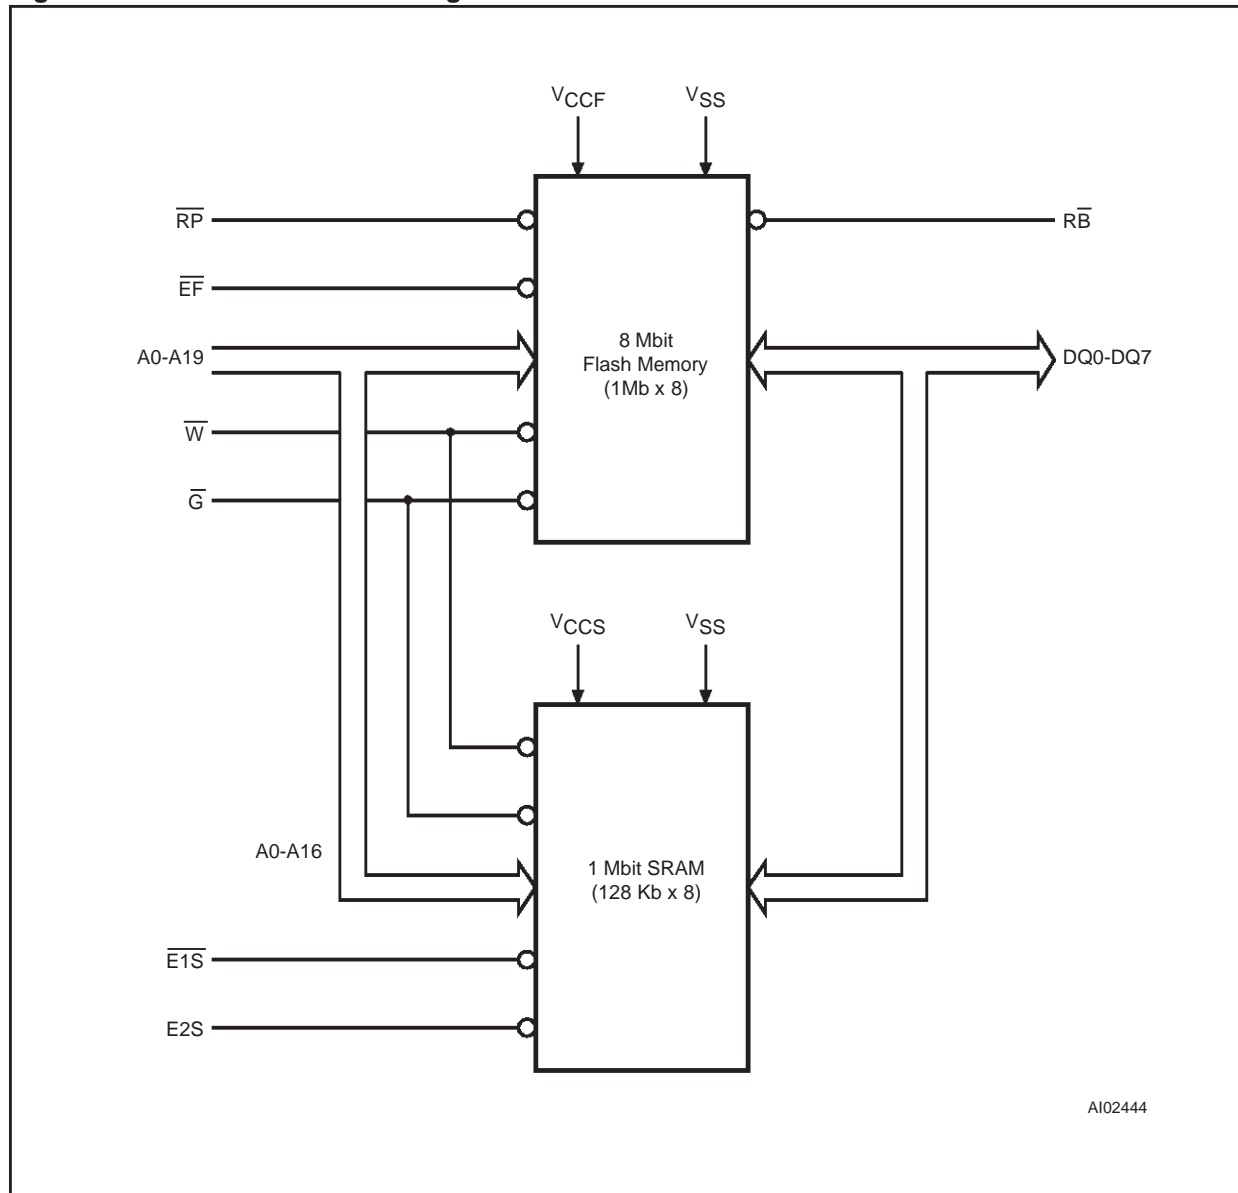 VCCF VSS
RP RB
EF
8 Mbit
Flash Memory
(1Mb x 8)
A0-A19 DQ0-DQ7
W
G
VCCS VSS
A0-A16
1 Mbit SRAM
(128 Kb x 8)
E1S
E2S
AI02444